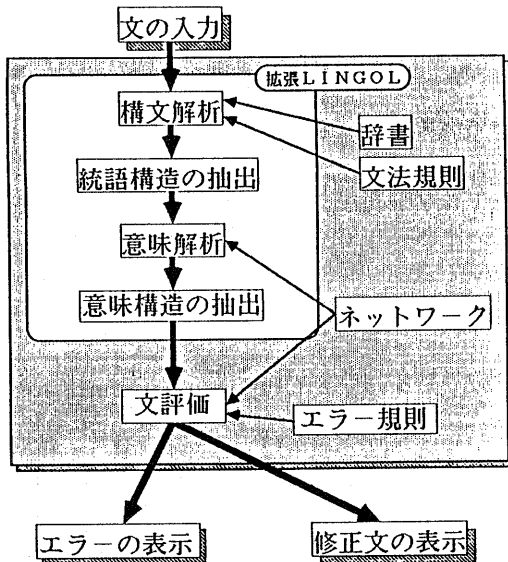 文の入力
拡張LINGOL
構文解析
辞書
文法規則
統語構造の抽出
意味解析
意味構造の抽出
ネットワーク
文評価
エラー規則
エラーの表示
修正文の表示